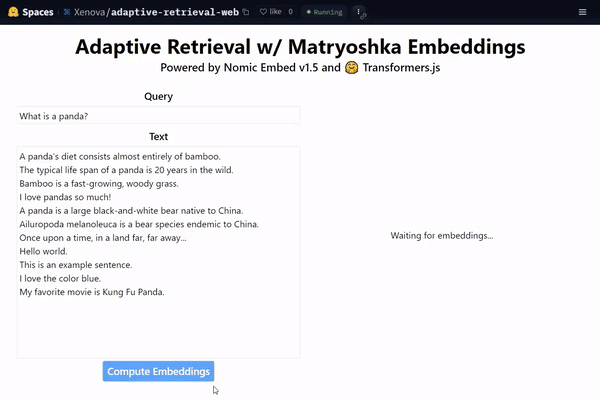 🤗 Spaces Xenova/adaptive-retrieval-web like 0 Running
Adaptive Retrieval w/ Matryoshka Embeddings
Powered by Nomic Embed v1.5 and 🤗 Transformers.js
Query
What is a panda?
Text
A panda's diet consists almost entirely of bamboo.
The typical life span of a panda is 20 years in the wild.
Bamboo is a fast-growing, woody grass.
I love pandas so much!
A panda is a large black-and-white bear native to China.
Ailuropoda melanoleuca is a bear species endemic to China.
Once upon a time, in a land far, far away...
Hello world.
This is an example sentence.
I love the color blue.
My favorite movie is Kung Fu Panda.
Waiting for embeddings...
Compute Embeddings